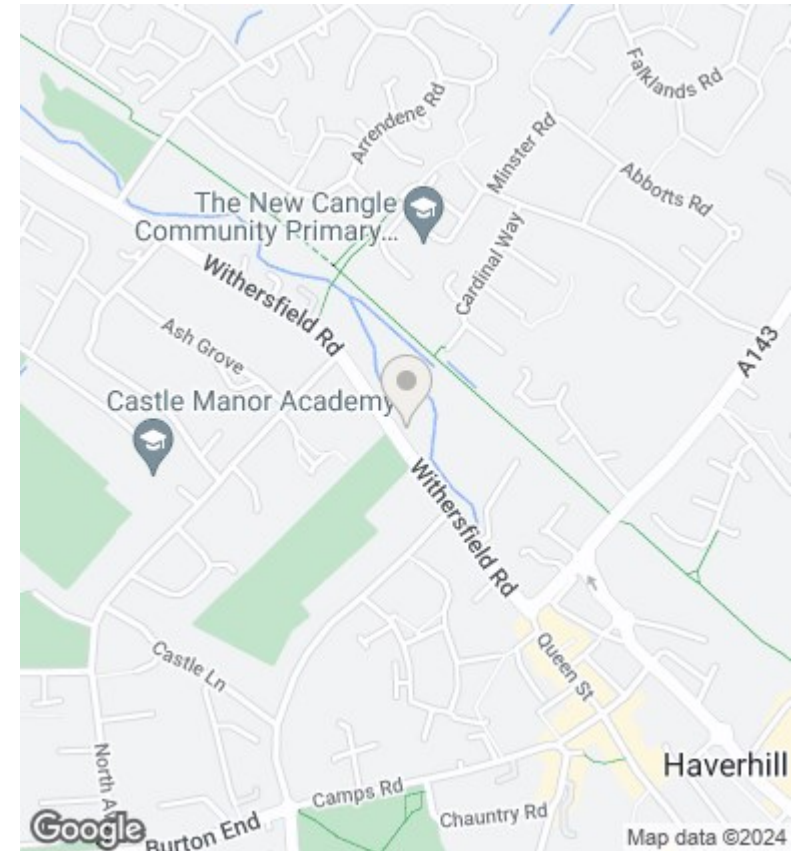 Falklands Rd
Arrendene Rd
Minster Rd
Abbotts Rd
The New Cangle
Community Primary...
Cardinal Way
Withersfield Rd
Ash Grove
A143
Castle Manor Academy
Withersfield Rd
Queen St
Castle Ln
North Av
Haverhill
Camps Rd
Chauntry Rd
Burton End
Google
Map data ©2024